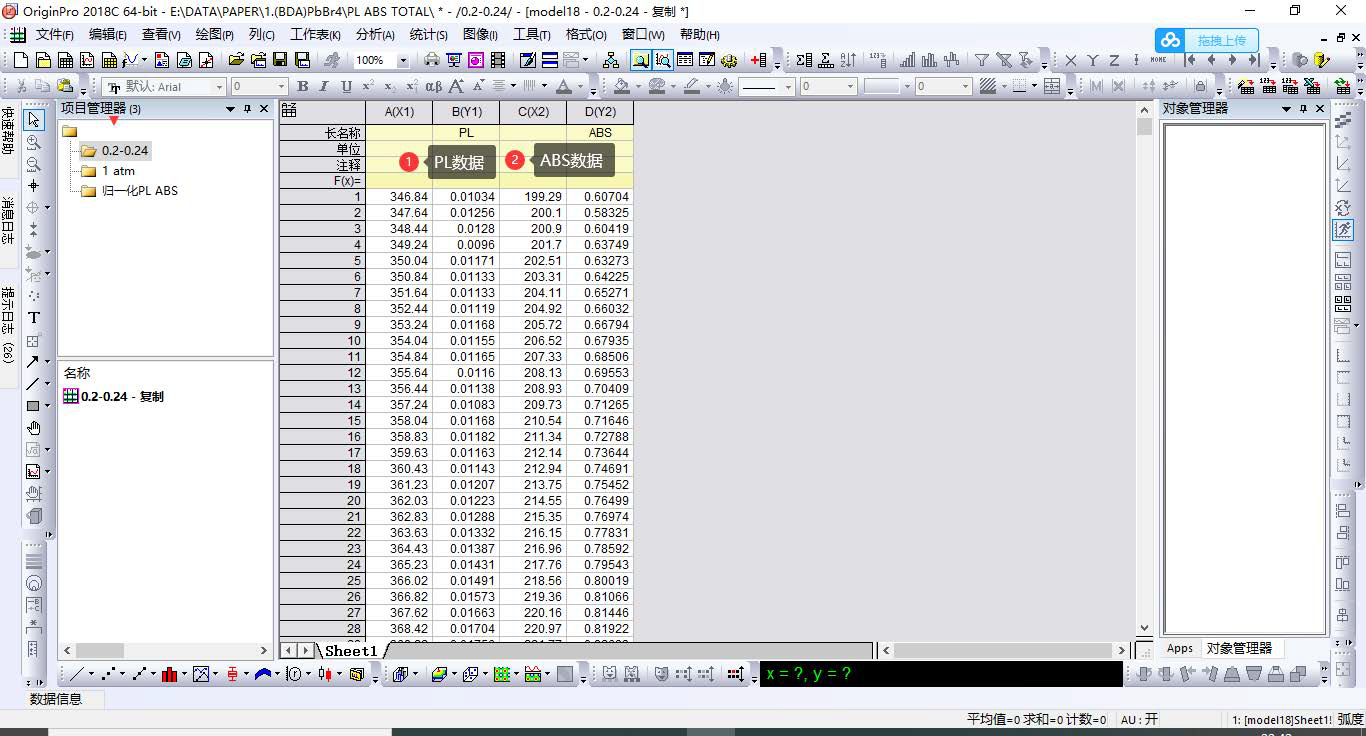 OriginPro 2018C 64-bit - E:\DATA\PAPER\1.(BDA)PbBr4\PL ABS TOTAL\ * - /0.2-0.24/ - [model18 - 0.2-0.24 - 复制 *]
文件(F) 编辑(E) 查看(V) 绘图(P) 列(C) 工作表(K) 分析(A) 统计(S) 图像(I) 工具(T) 格式(O) 窗口(W) 帮助(H)
拖拽上传
100%
X Y Z HOME
默认: Arial 0 B I U αβ A A A 0 0
快速帮助
消息日志
提示日志 (26)
项目管理器 (3)
0.2-0.24
1 atm
归一化PL ABS
名称
0.2-0.24 - 复制
A(X1) B(Y1) C(X2) D(Y2)
长名称 PL ABS
单位
注释
F(x)=
1 PL数据 2 ABS数据
1 346.84 0.01034 199.29 0.60704
2 347.64 0.01256 200.1 0.58325
3 348.44 0.0128 200.9 0.60419
4 349.24 0.0096 201.7 0.63749
5 350.04 0.01171 202.51 0.63273
6 350.84 0.01133 203.31 0.64225
7 351.64 0.01133 204.11 0.65271
8 352.44 0.01119 204.92 0.66032
9 353.24 0.01168 205.72 0.66794
10 354.04 0.01155 206.52 0.67935
11 354.84 0.01165 207.33 0.68506
12 355.64 0.0116 208.13 0.69553
13 356.44 0.01138 208.93 0.70409
14 357.24 0.01083 209.73 0.71265
15 358.04 0.01168 210.54 0.71646
16 358.83 0.01182 211.34 0.72788
17 359.63 0.01163 212.14 0.73644
18 360.43 0.01143 212.94 0.74691
19 361.23 0.01207 213.75 0.75452
20 362.03 0.01223 214.55 0.76499
21 362.83 0.01288 215.35 0.76974
22 363.63 0.01332 216.15 0.77831
23 364.43 0.01387 216.96 0.78592
24 365.23 0.01431 217.76 0.79543
25 366.02 0.01491 218.56 0.80019
26 366.82 0.01573 219.36 0.81066
27 367.62 0.01663 220.16 0.81446
28 368.42 0.01704 220.97 0.81922
Sheet1
对象管理器
Apps 对象管理器
x = ?, y = ?
数据信息
平均值=0 求和=0 计数=0 AU : 开 1: [model18]Sheet1! 弧度